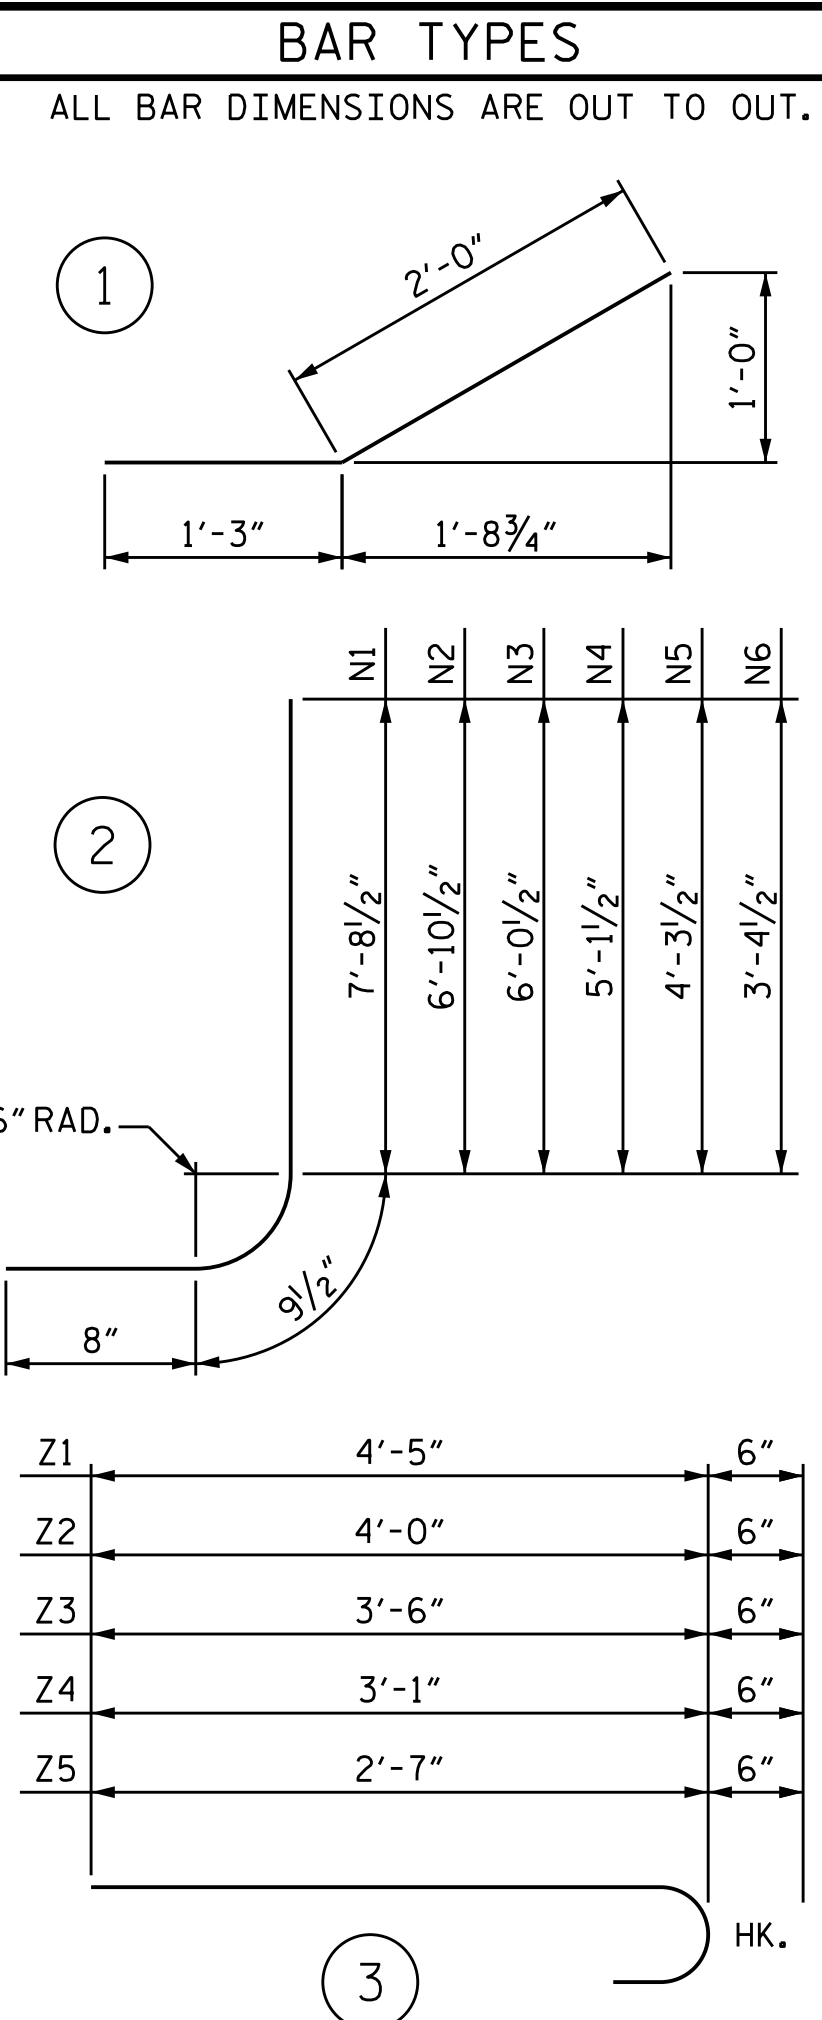 BAR TYPES
ALL BAR DIMENSIONS ARE OUT TO OUT.
1
2'-0"
1'-0"
1'-3" 1'-8¾"
N1 N2 N3 N4 N5 N6
2
7'-8½" 6'-10½" 6'-0½" 5'-1½" 4'-3½" 3'-4½"
RAD.
9½"
8"
Z1 4'-5" 6"
Z2 4'-0" 6"
Z3 3'-6" 6"
Z4 3'-1" 6"
Z5 2'-7" 6"
HK.
3